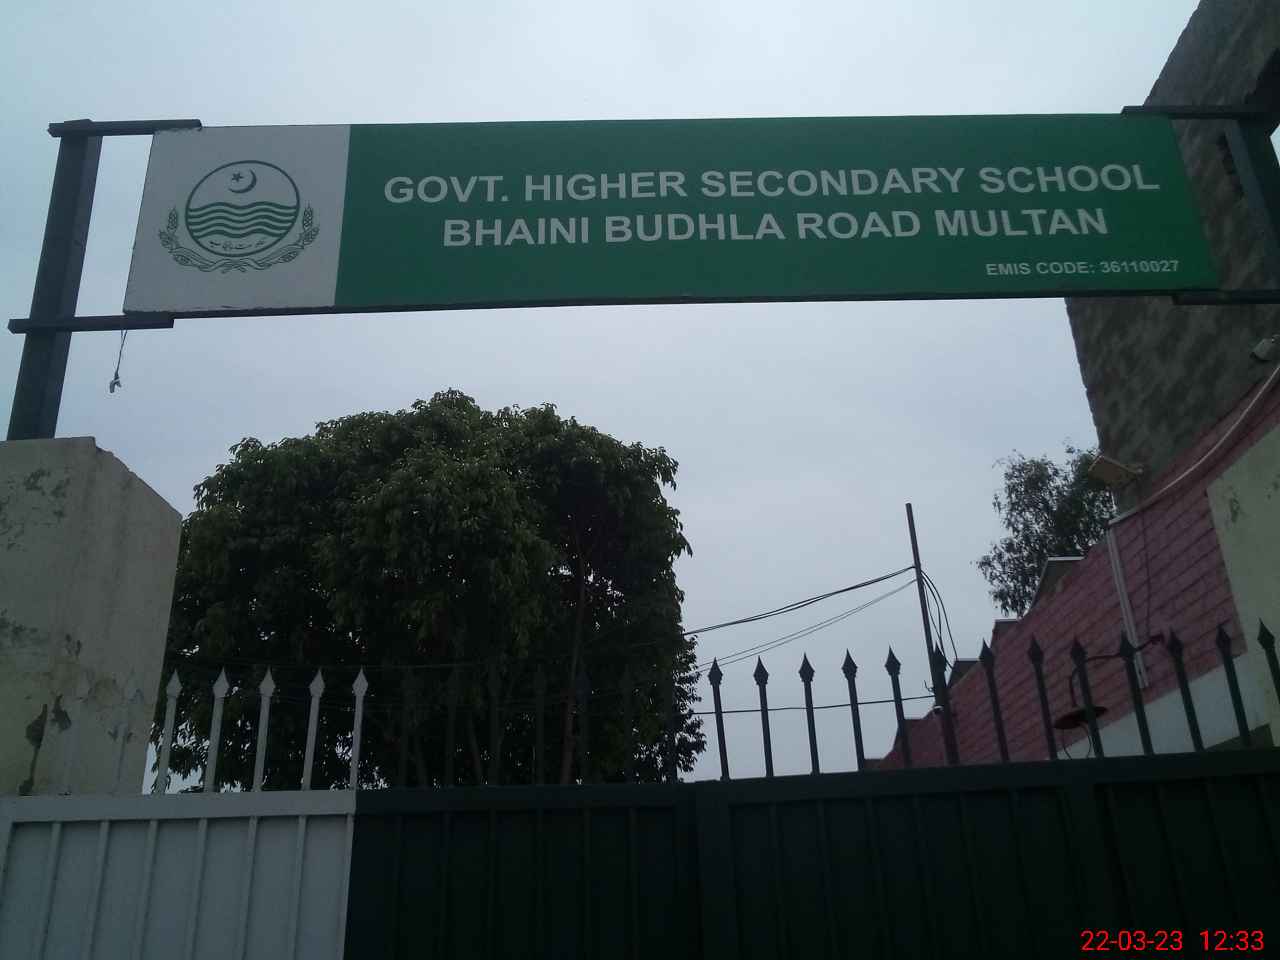 GOVT. HIGHER SECONDARY SCHOOL
BHAINI BUDHLA ROAD MULTAN
EMIS CODE: 36110027
22-03-23 12:33